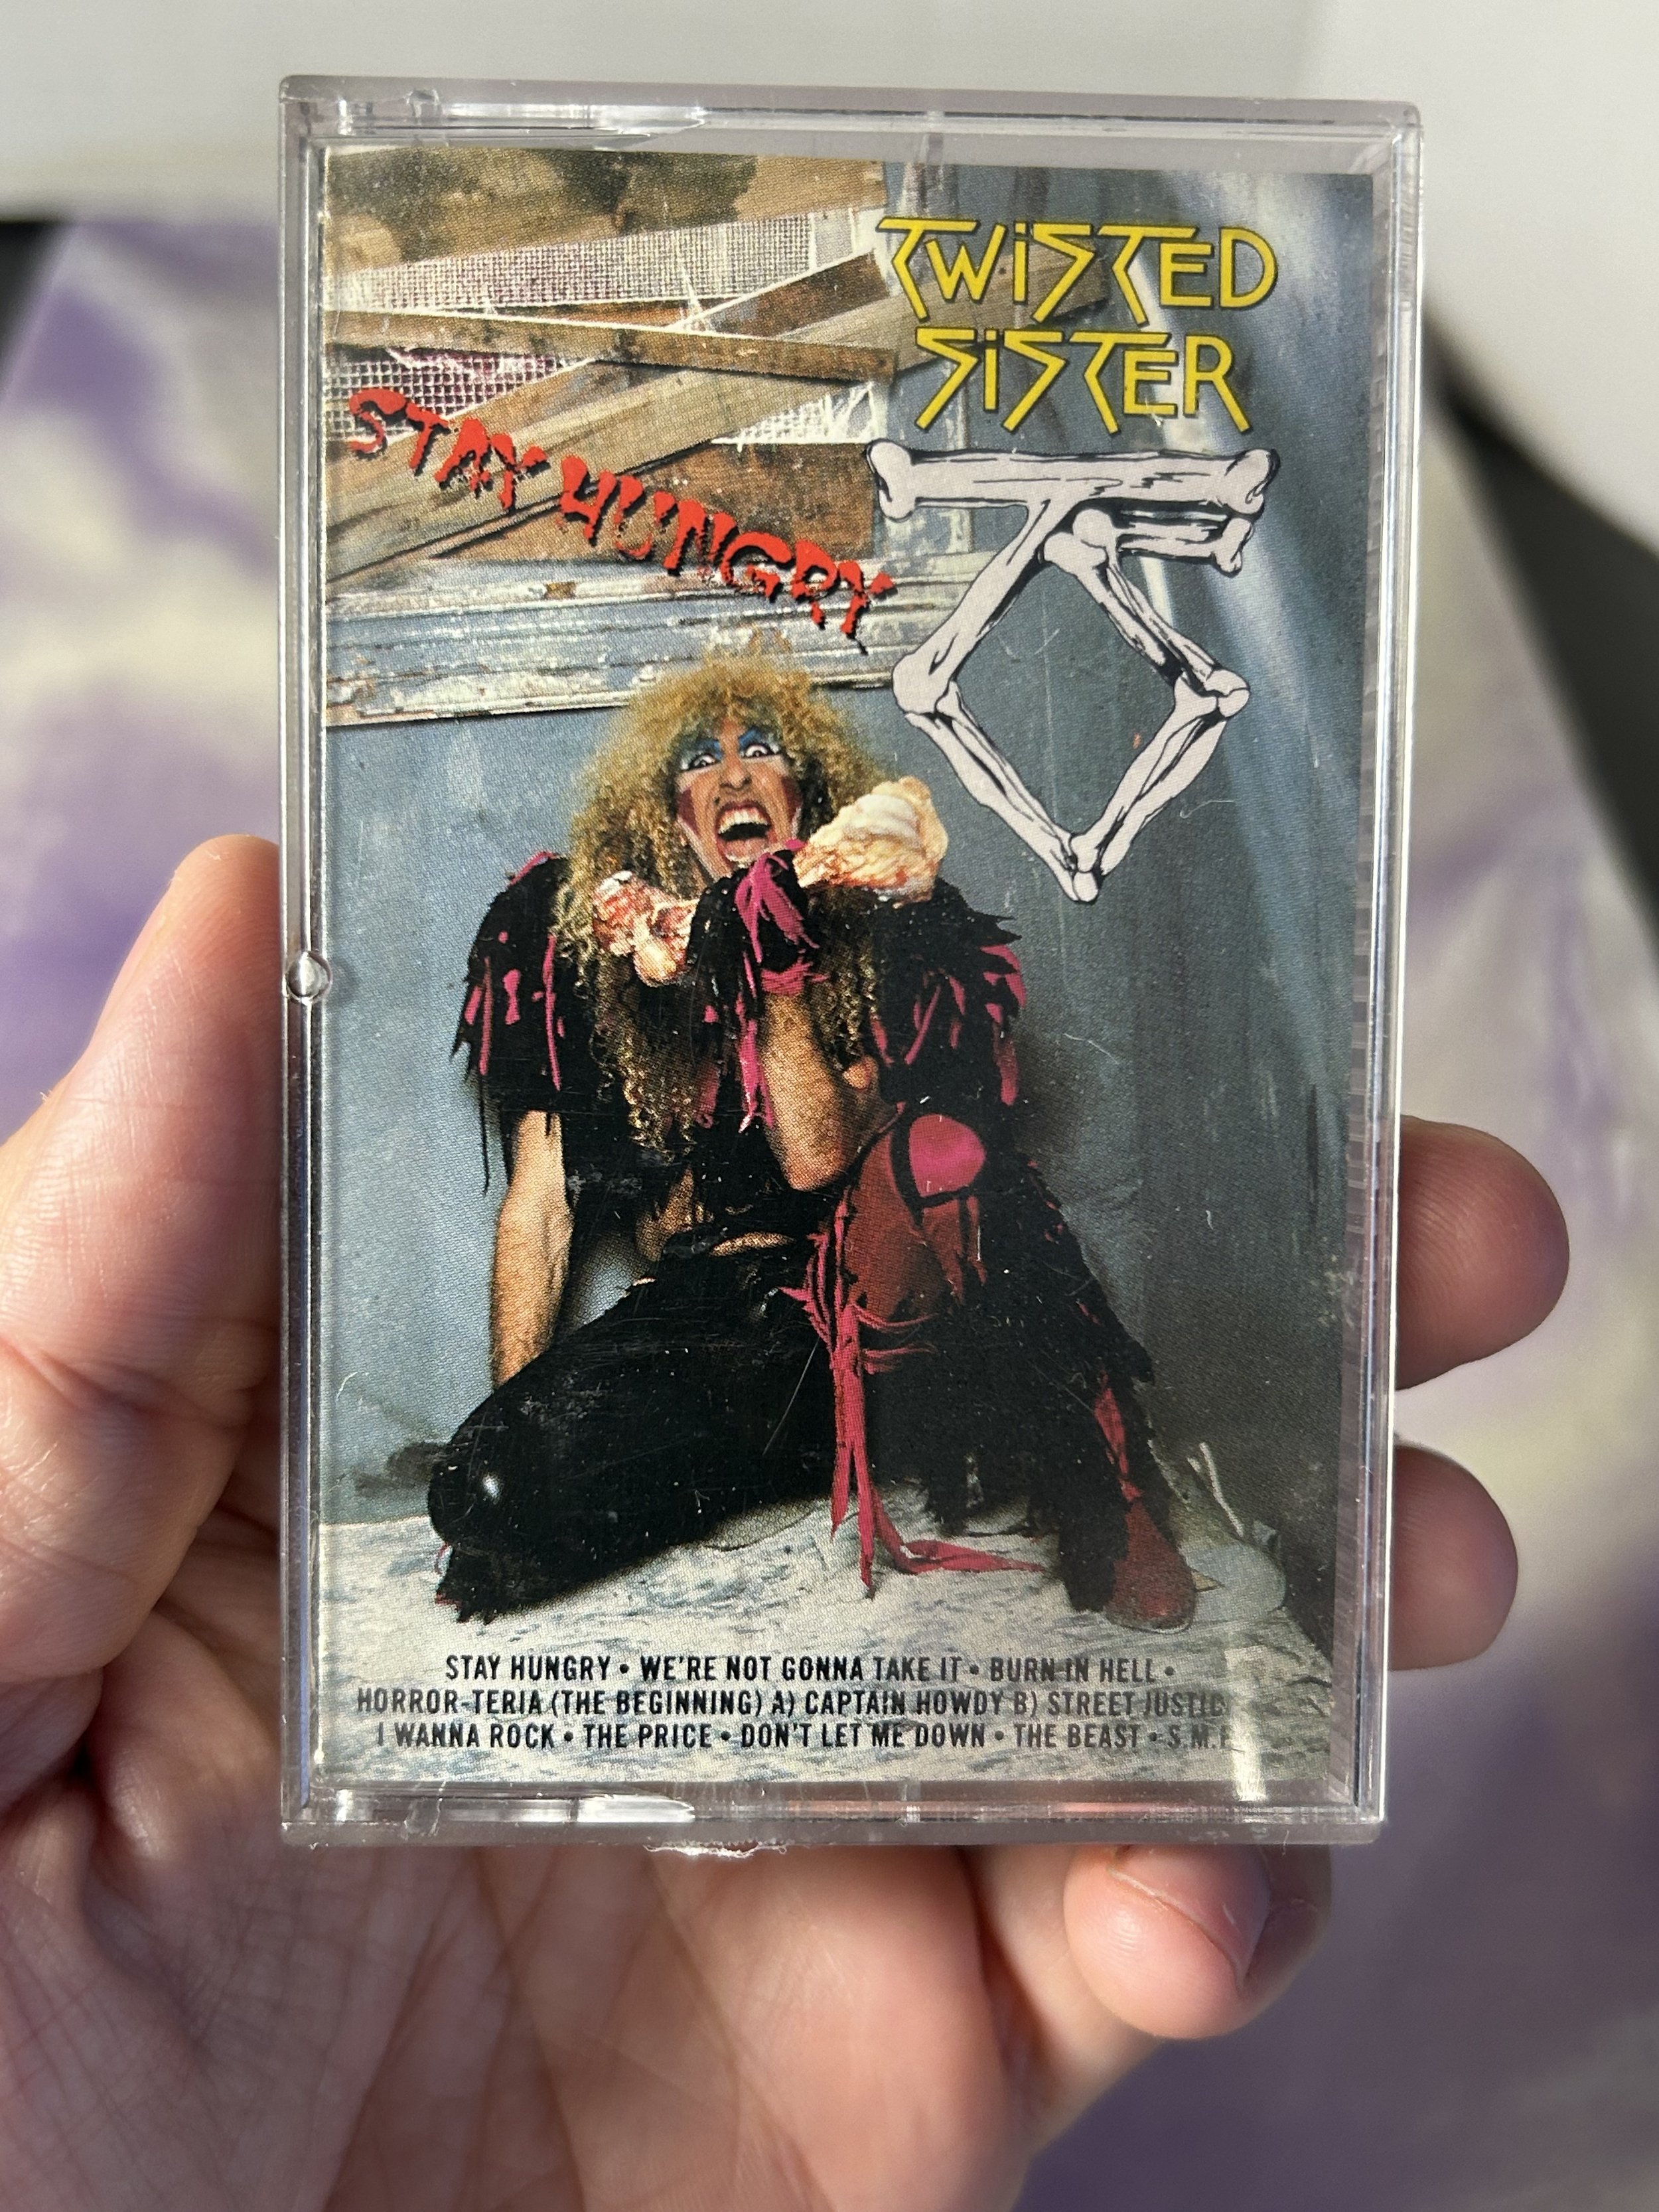 TWiSTED
SiSTER
STAY HUNGRY
STAY HUNGRY • WE'RE NOT GONNA TAKE IT • BURN IN HELL •
HORROR-TERIA (THE BEGINNING) A) CAPTAIN HOWDY B) STREET JUSTIC
I WANNA ROCK • THE PRICE • DON'T LET ME DOWN • THE BEAST • S.M.F